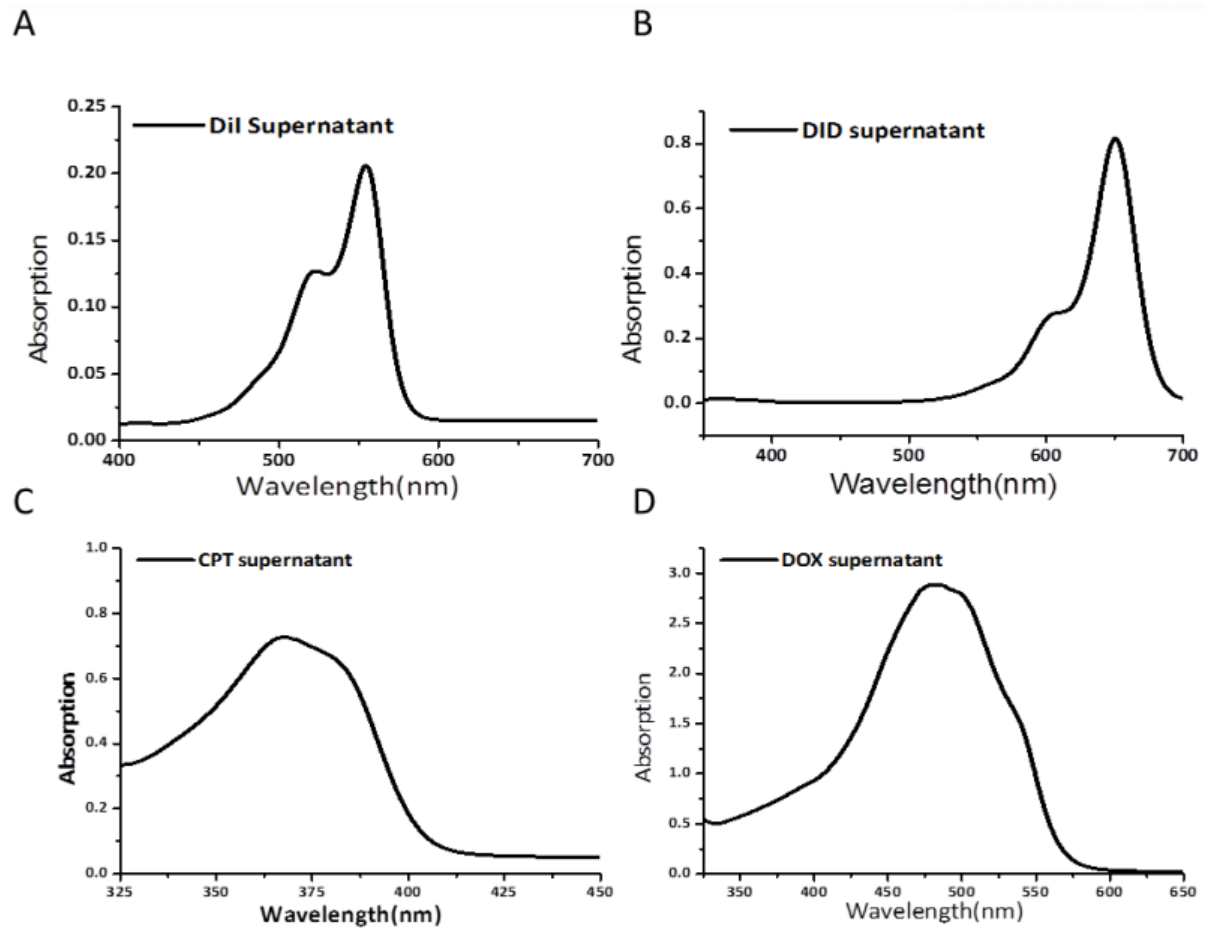 A
B
0.25
0.20
0.15
0.10
0.05
0.00
DiI Supernatant
400
500
600
700
Absorption
Wavelength(nm)
0.8
0.6
0.4
0.2
0.0
DID supernatant
400
500
600
700
Absorption
Wavelength(nm)
C
D
1.0
0.8
0.6
0.4
0.2
0.0
CPT supernatant
325
350
375
400
425
450
Absorption
Wavelength(nm)
3.0
2.5
2.0
1.5
1.0
0.5
0.0
DOX supernatant
350
400
450
500
550
600
650
Absorption
Wavelength(nm)